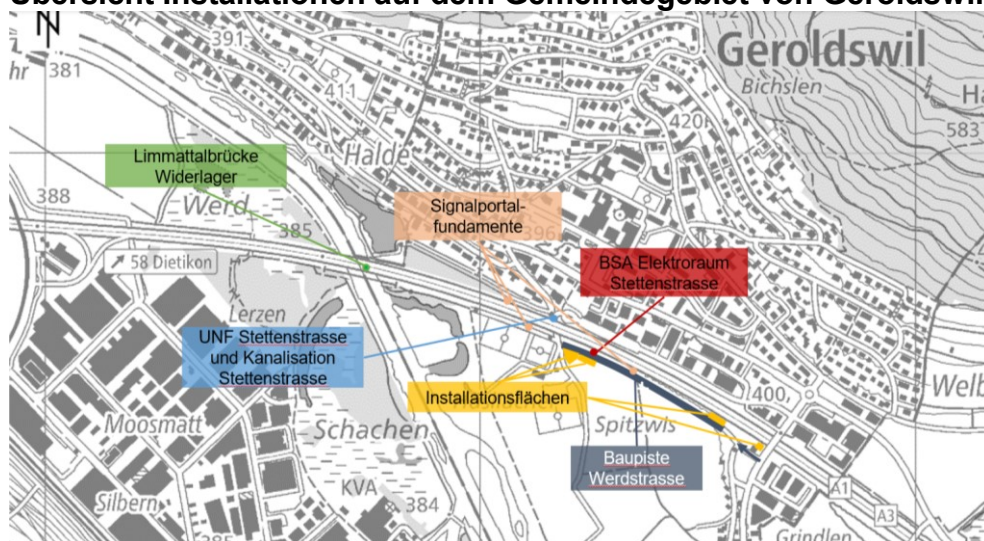 Übersicht Installationen auf dem Gemeindegebiet von Geroldswil
N
391
432
Geroldswil
Bichslen
381
411
420
583
Halde
Limmattalbrücke
Widerlager
388
Werd
385
Signalportal-
fundamente
396
BSA Elektroraum
Stettenstrasse
58 Dietikon
Lerzen
UNF Stettenstrasse
und Kanalisation
Stettenstrasse
Installationsflächen
400
Moosmatt
Schachen
Spitzwis
Baupiste
Werdstrasse
KVA
384
Silbern
A1
A3
Grindlen